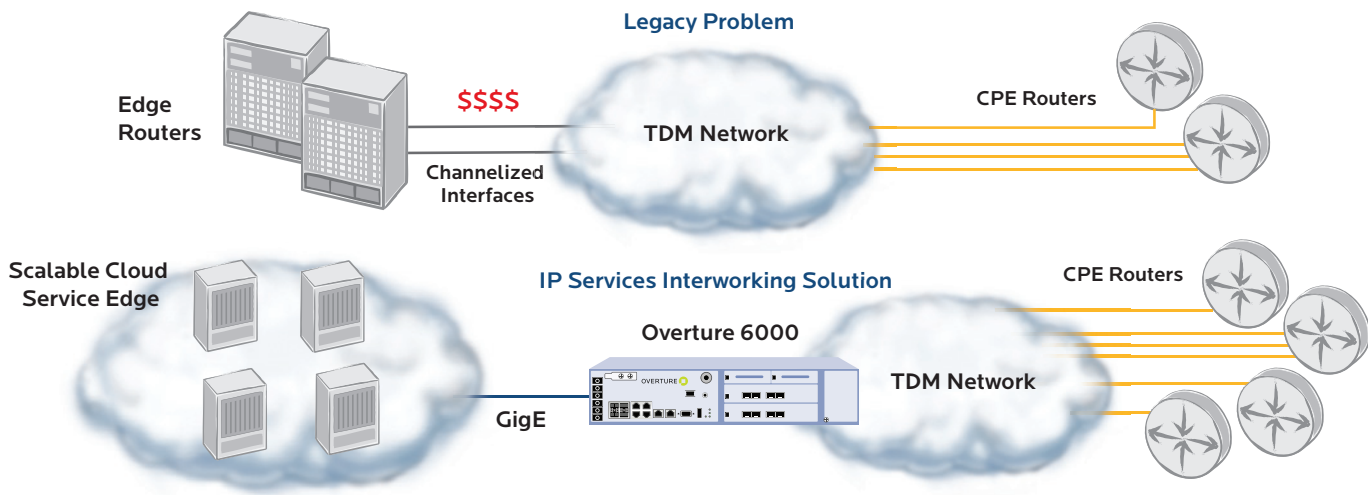 Legacy Problem
Edge
Routers
$$$$
Channelized
Interfaces
TDM Network
CPE Routers
Scalable Cloud
Service Edge
IP Services Interworking Solution
Overture 6000
OVERTURE
GigE
TDM Network
CPE Routers